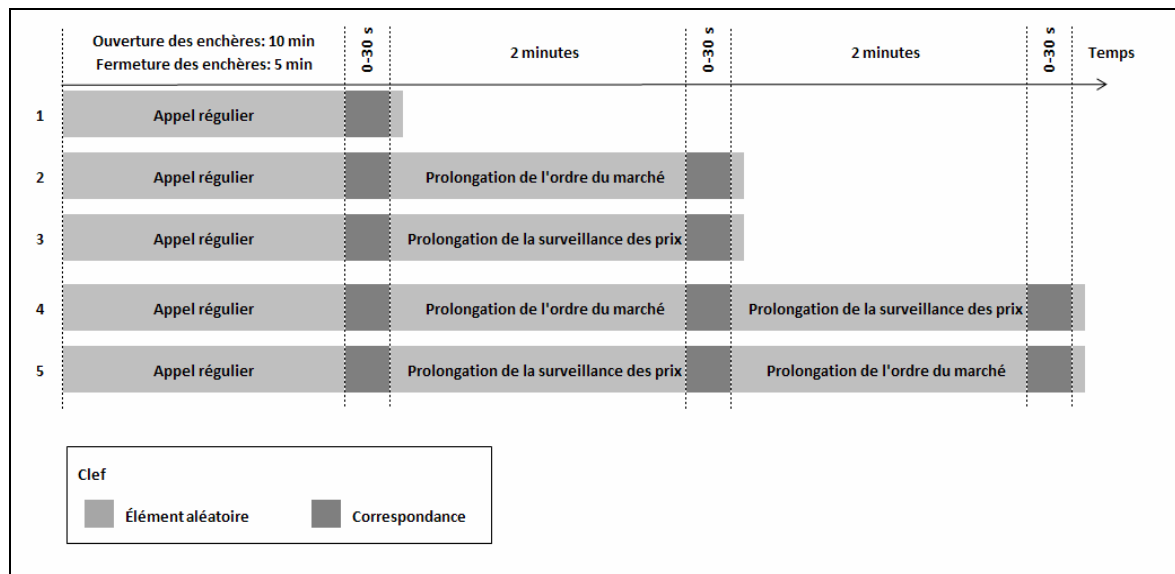 Ouverture des enchères: 10 min
Fermeture des enchères: 5 min
0-30 s
2 minutes
0-30 s
2 minutes
0-30 s
Temps
1 Appel régulier
2 Appel régulier Prolongation de l'ordre du marché
3 Appel régulier Prolongation de la surveillance des prix
4 Appel régulier Prolongation de l'ordre du marché Prolongation de la surveillance des prix
5 Appel régulier Prolongation de la surveillance des prix Prolongation de l'ordre du marché
Clef
Élément aléatoire Correspondance